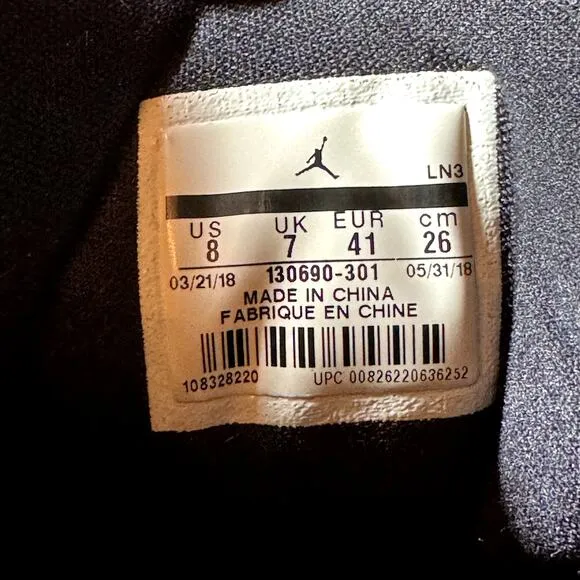 LN3
US UK EUR cm
8 7 41 26
03/21/18 130690-301 05/31/18
MADE IN CHINA
FABRIQUE EN CHINE
108328220 UPC 00826220636252